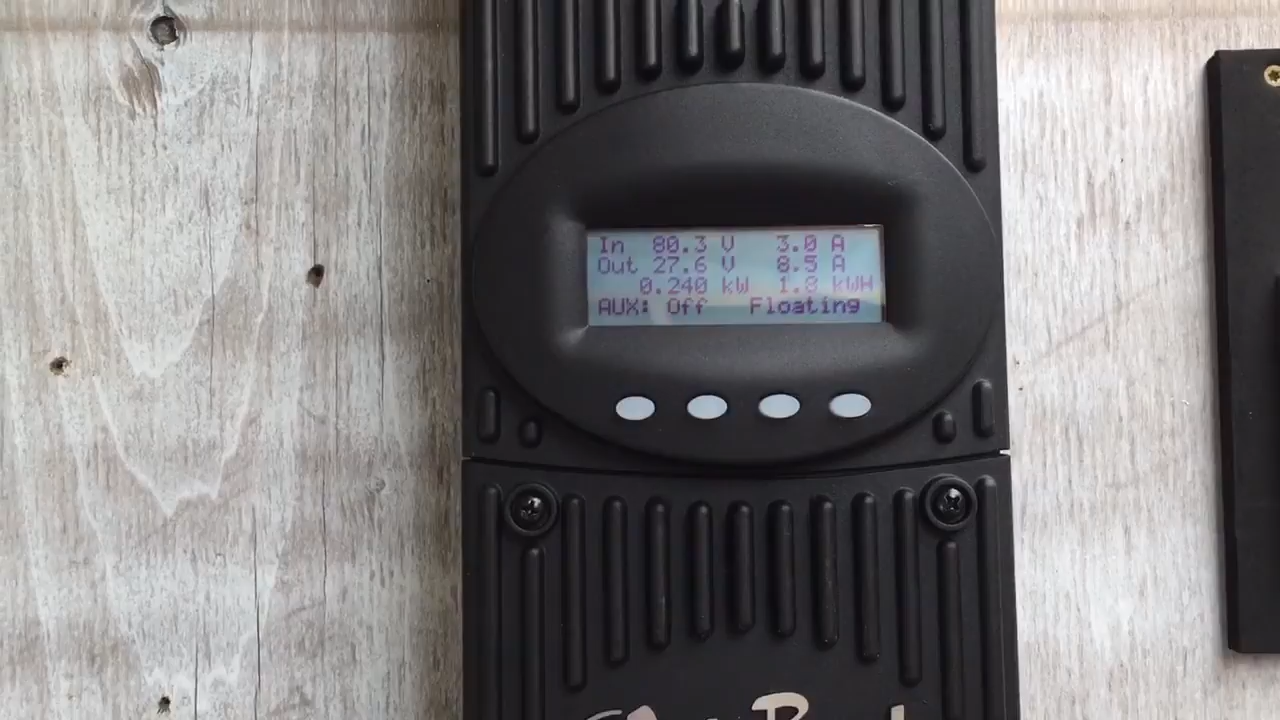 In 80.3 V 3.0 A
Out 27.6 V 8.5 A
0.240 kW 1.8 kWH
AUX: Off Floating